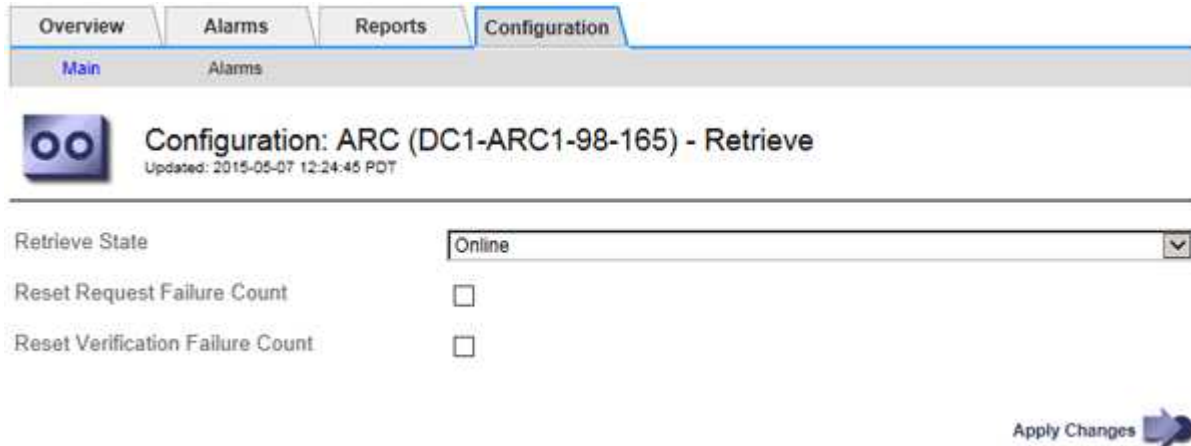 Overview Alarms Reports Configuration
Main Alarms
Configuration: ARC (DC1-ARC1-98-165) - Retrieve
Updated: 2015-05-07 12:24:45 PDT
Retrieve State Online
Reset Request Failure Count
Reset Verification Failure Count
Apply Changes